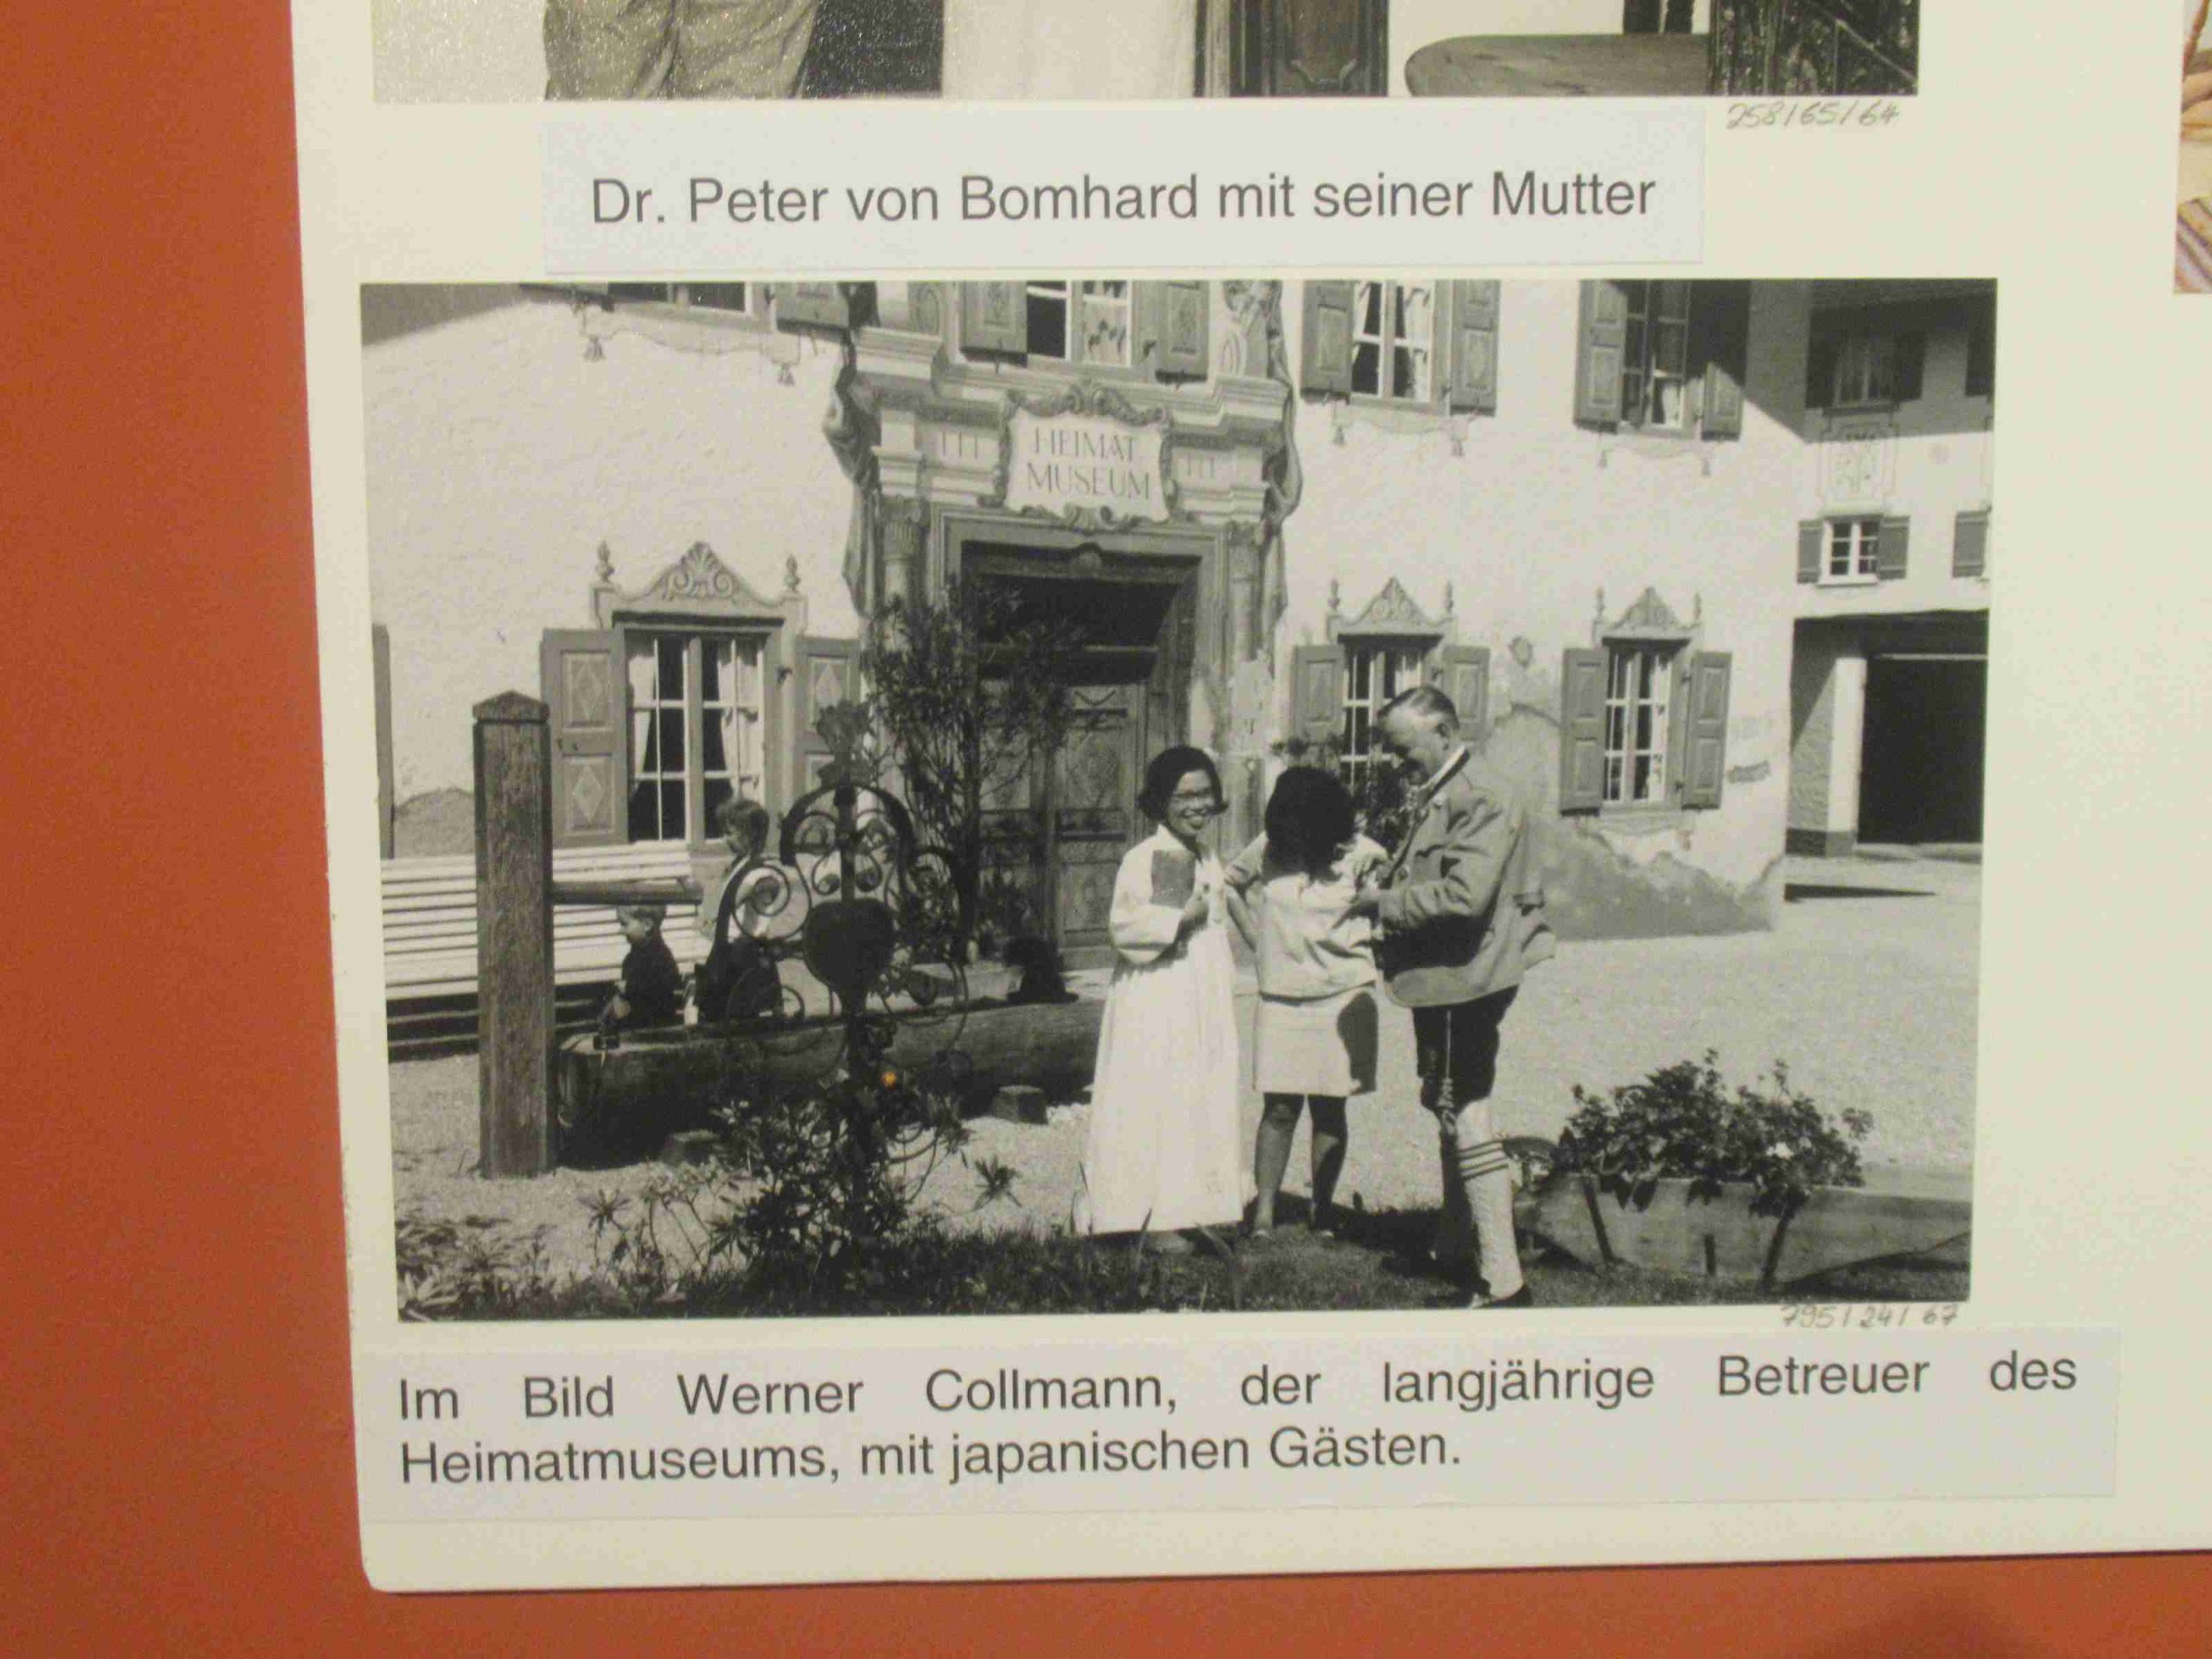 258/65/64
Dr. Peter von Bomhard mit seiner Mutter
HEIMAT
MUSEUM
795/24/67
Im Bild Werner Collmann, der langjährige Betreuer des
Heimatmuseums, mit japanischen Gästen.